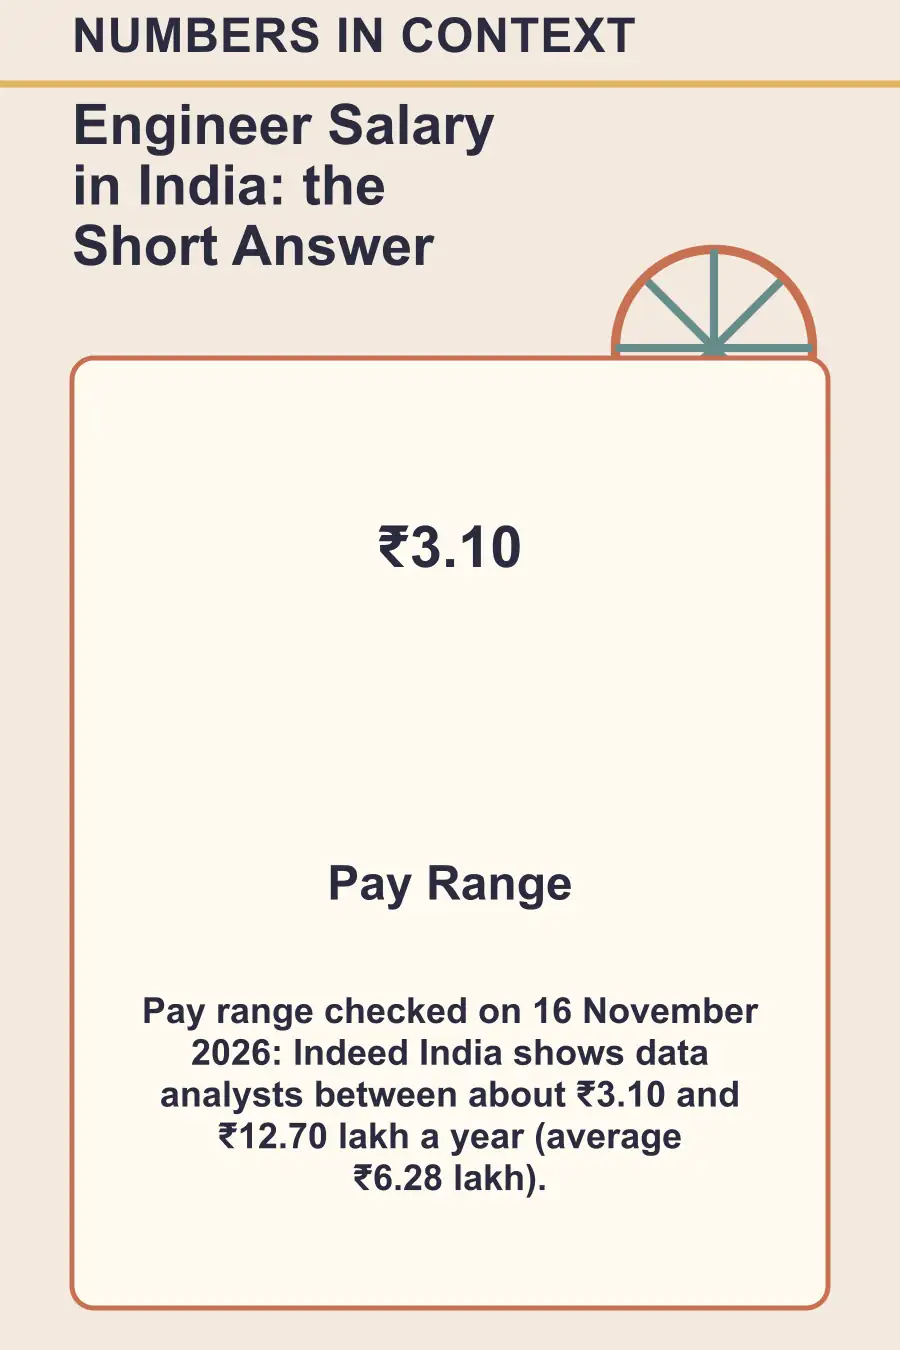 NUMBERS IN CONTEXT
Engineer Salary
in India: the
Short Answer
₹3.10
Pay Range
Pay range checked on 16 November
2026: Indeed India shows data
analysts between about ₹3.10 and
₹12.70 lakh a year (average
₹6.28 lakh).